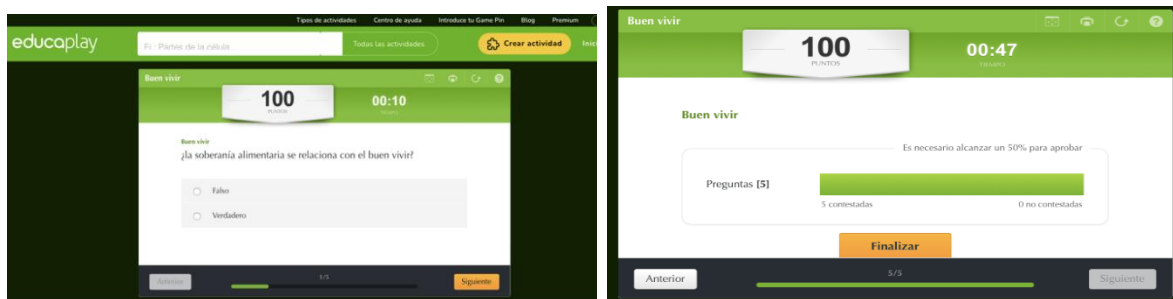 Tipos de actividades Centro de ayuda Introduce tu Game Pin Blog Premium
educaplay
Ej.: Partes de la célula
Todas las actividades
Crear actividad
Inic
Buen vivir
100
PUNTOS
00:10
TIEMPO
Buen vivir
¿la soberanía alimentaria se relaciona con el buen vivir?
Falso
Verdadero
Anterior
Siguiente
Buen vivir
100
PUNTOS
00:47
TIEMPO
Buen vivir
Es necesario alcanzar un 50% para aprobar
Preguntas [5]
5 contestadas 0 no contestadas
Finalizar
Anterior
5/5
Siguiente